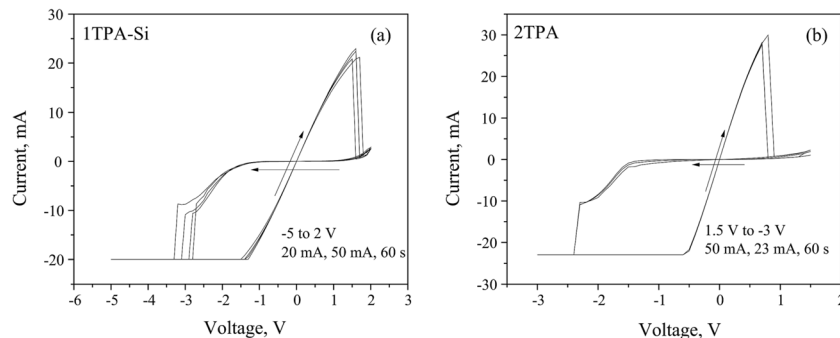 1TPA-Si
(a)
30
20
10
0
-10
-20
Current, mA
-5 to 2 V
20 mA, 50 mA, 60 s
-6 -5 -4 -3 -2 -1 0 1 2 3
Voltage, V
2TPA
(b)
30
20
10
0
-10
-20
-30
Current, mA
1.5 V to -3 V
50 mA, 23 mA, 60 s
-3 -2 -1 0 1 2
Voltage, V